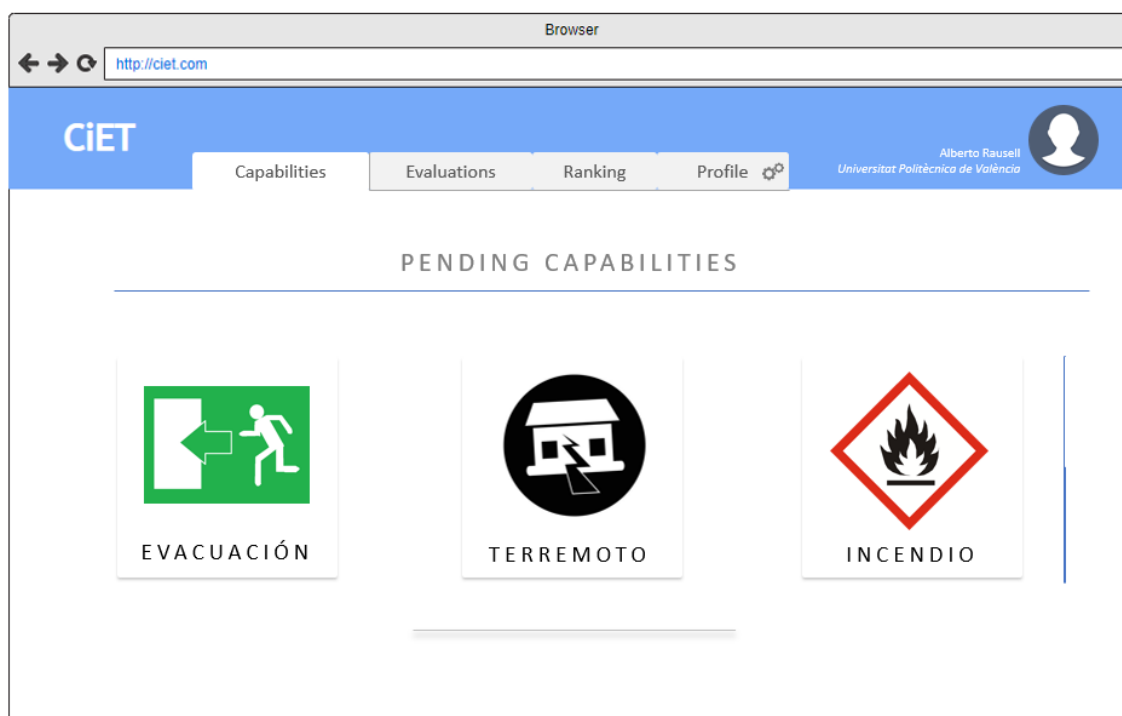 Browser
http://ciet.com
CiET
Capabilities
Evaluations
Ranking
Profile
Alberto Rausell
Universitat Politècnica de València
PENDING CAPABILITIES
EVACUACIÓN
TERREMOTO
INCENDIO